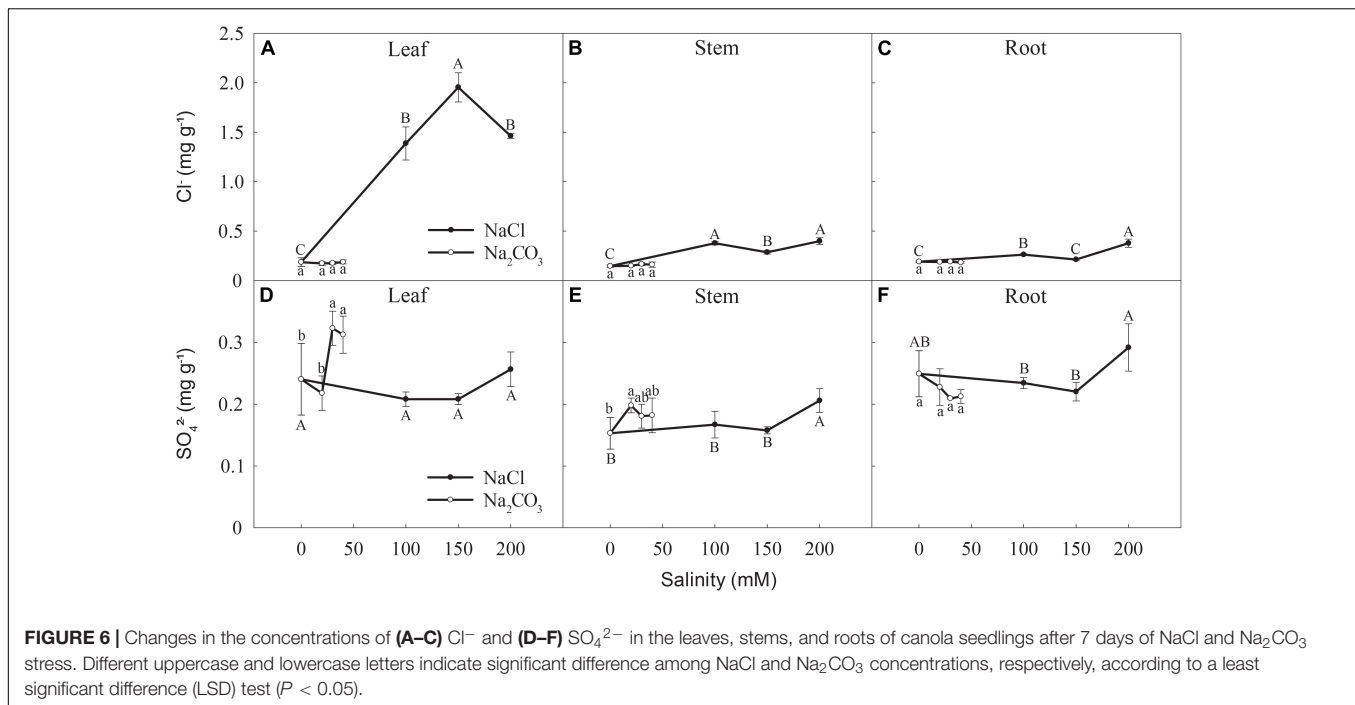 A Leaf
B Stem
C Root
2.5
2.0
1.5
1.0
0.5
0
Cl⁻ (mg g⁻¹)
C
B
A
B
a a a a
NaCl
Na₂CO₃
C
A
B
A
a a a a
C
B
C
A
a a a a
D Leaf
E Stem
F Root
0.3
0.2
0.1
0
SO₄²⁻ (mg g⁻¹)
b
b
a
a
A
A
A
A
NaCl
Na₂CO₃
b
a
ab
ab
B
B
B
A
AB
B
B
A
a
a
a
a
0 50 100 150 200
0 50 100 150 200
0 50 100 150 200
Salinity (mM)
FIGURE 6 | Changes in the concentrations of (A–C) Cl⁻ and (D–F) SO₄²⁻ in the leaves, stems, and roots of canola seedlings after 7 days of NaCl and Na₂CO₃
stress. Different uppercase and lowercase letters indicate significant difference among NaCl and Na₂CO₃ concentrations, respectively, according to a least
significant difference (LSD) test (P < 0.05).